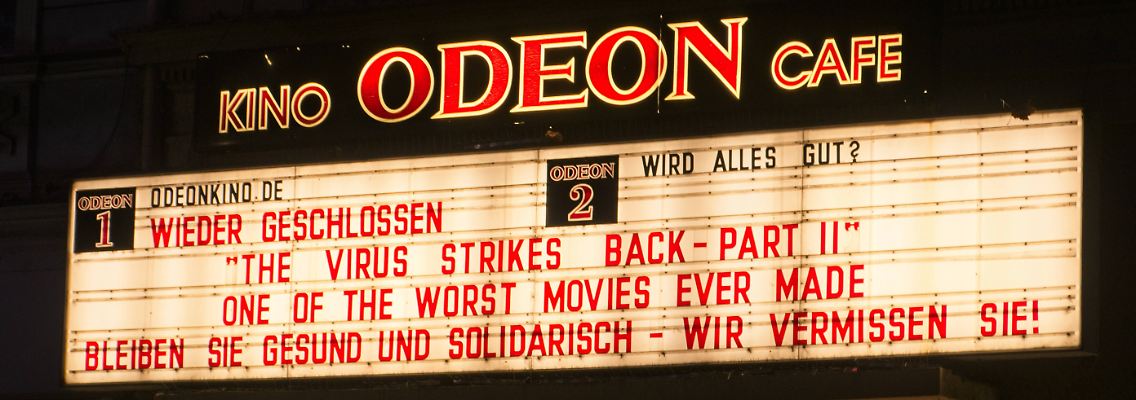 KINO ODEON CAFE
ODEON 1
ODEONKINO.DE
WIEDER GESCHLOSSEN
ODEON 2
WIRD ALLES GUT?
"THE VIRUS STRIKES BACK - PART II"
ONE OF THE WORST MOVIES EVER MADE
BLEIBEN SIE GESUND UND SOLIDARISCH - WIR VERMISSEN SIE!